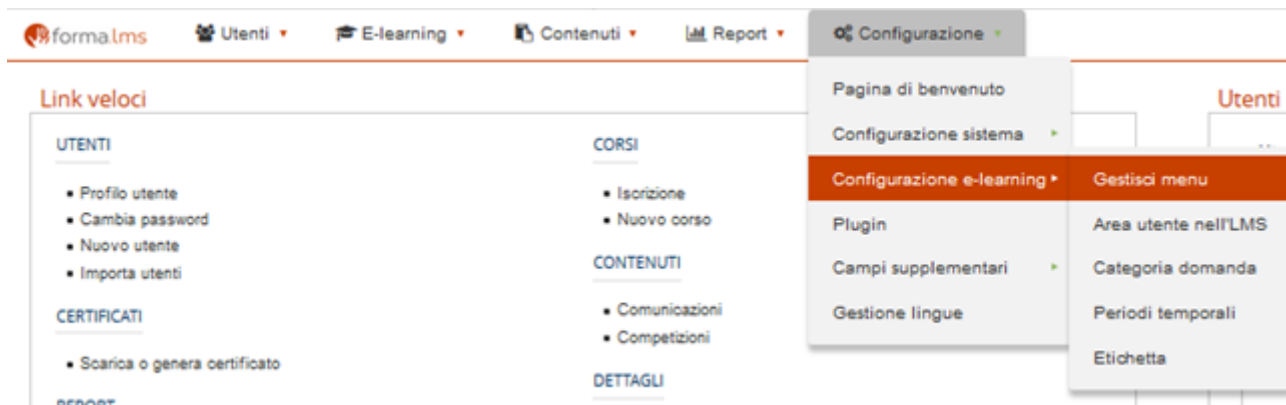 forma.lms Utenti E-learning Contenuti Report Configurazione
Link veloci
UTENTI
Profilo utente
Cambia password
Nuovo utente
Importa utenti
CERTIFICATI
Scarica o genera certificato
REPORT
CORSI
Iscrizione
Nuovo corso
CONTENUTI
Comunicazioni
Competizioni
DETTAGLI
Pagina di benvenuto
Configurazione sistema
Configurazione e-learning
Plugin
Campi supplementari
Gestione lingue
Gestisci menu
Area utente nell'LMS
Categoria domanda
Periodi temporali
Etichetta
Utenti